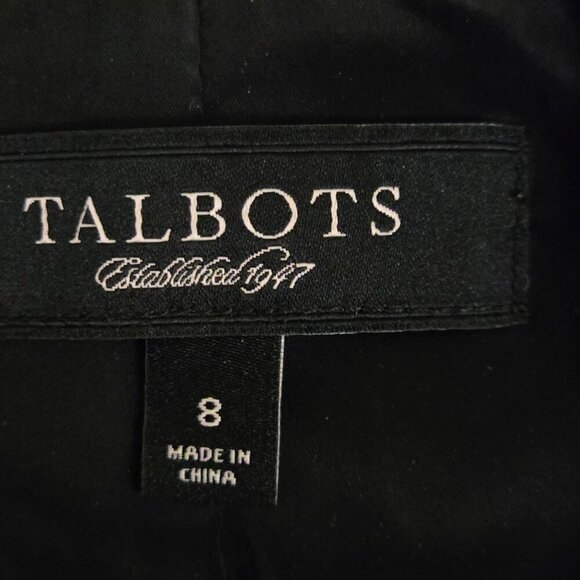 TALBOTS
Established 1947
8
MADE IN
CHINA